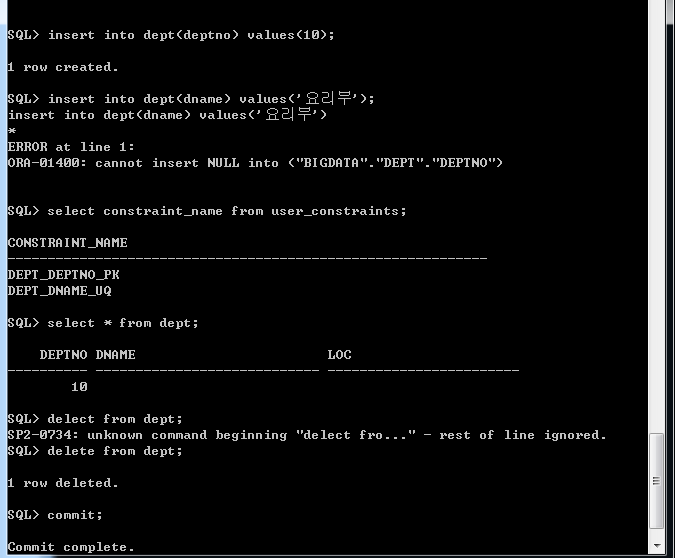 SQL> insert into dept(deptno) values(10);
1 row created.
SQL> insert into dept(dname) values('요리부');
insert into dept(dname) values('요리부')
*
ERROR at line 1:
ORA-01400: cannot insert NULL into ("BIGDATA"."DEPT"."DEPTNO")
SQL> select constraint_name from user_constraints;
CONSTRAINT_NAME
------------------------------------------------------------
DEPT_DEPTNO_PK
DEPT_DNAME_UQ
SQL> select * from dept;
    DEPTNO DNAME                        LOC
---------- ---------------------------- ------------------------
        10
SQL> delect from dept;
SP2-0734: unknown command beginning "delect fro..." - rest of line ignored.
SQL> delete from dept;
1 row deleted.
SQL> commit;
Commit complete.